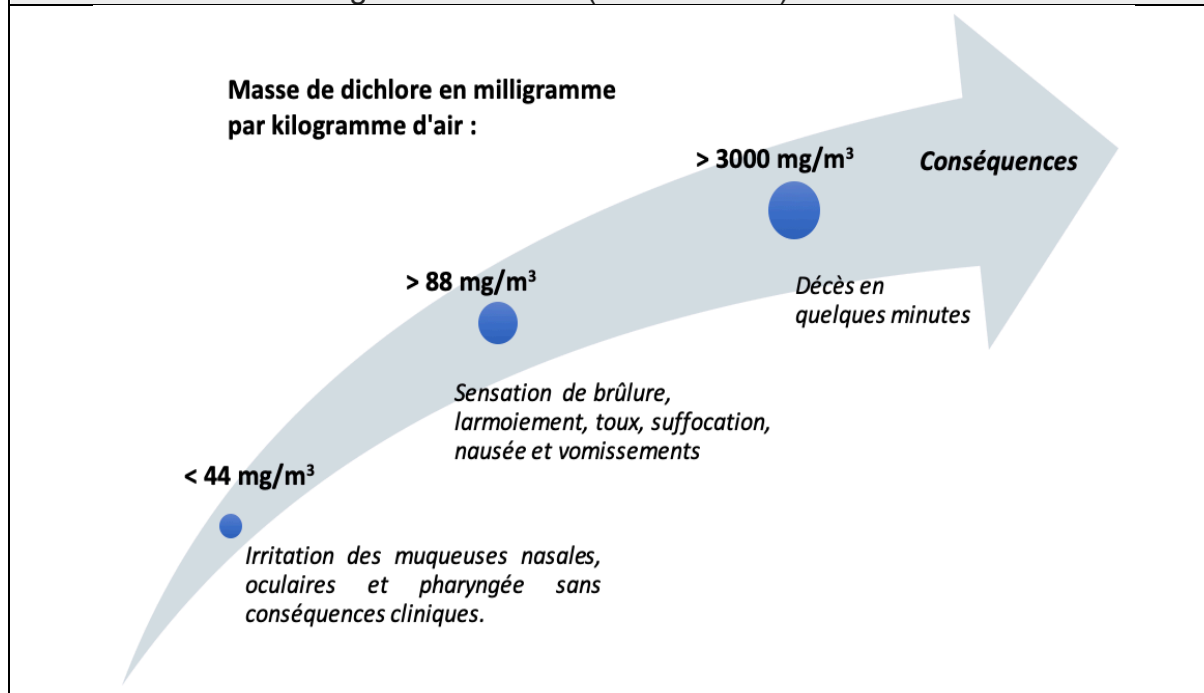 Masse de dichlore en milligramme
par kilogramme d'air :
> 3000 mg/m³
Conséquences
> 88 mg/m³
Décès en
quelques minutes
Sensation de brûlure,
larmoiement, toux, suffocation,
nausée et vomissements
< 44 mg/m³
Irritation des muqueuses nasales,
oculaires et pharyngée sans
conséquences cliniques.